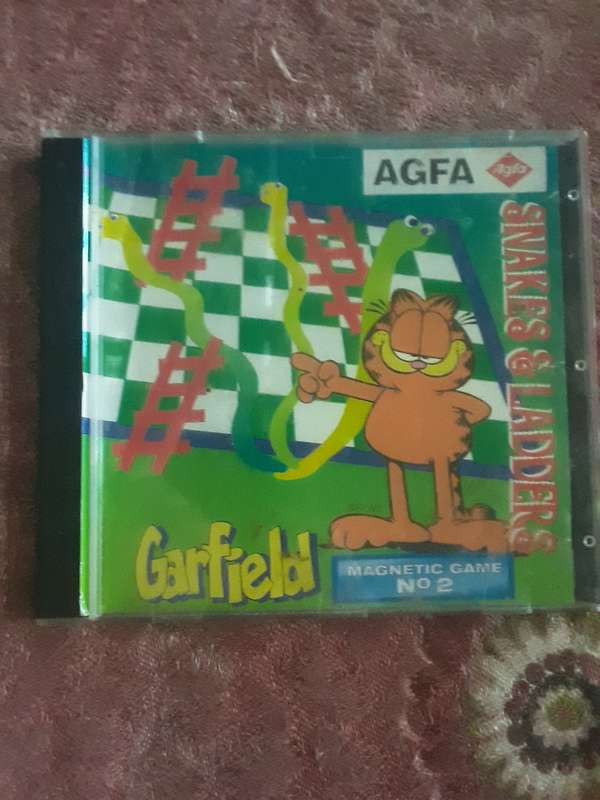 AGFA
Agfa
SNAKES & LADDERS
Garfield
MAGNETIC GAME
Nº 2